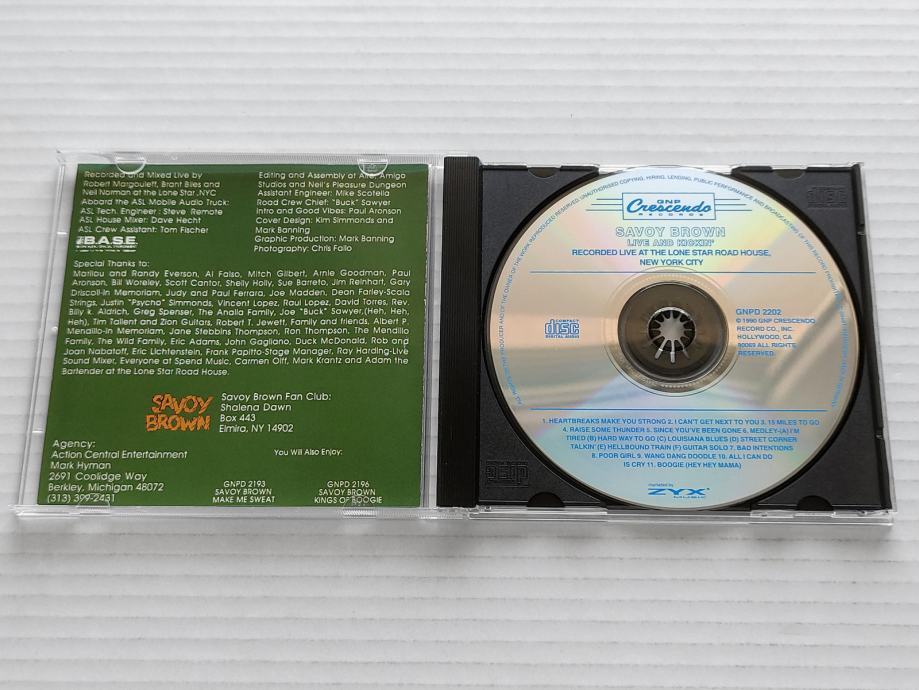 Recorded and Mixed Live by
Robert Margouleff, Brant Biles and
Neil Norman at the Lone Star ,NYC
Aboard the ASL Mobile Audio Truck:
ASL Tech. Engineer : Steve Remote
ASL House Mixer: Dave Hecht
ASL Crew Assistant: Tom Fischer
B.A.S.E.
Editing and Assembly at Alfa, Amigo
Studios and Neil's Pleasure Dungeon
Assistant Engineer: Mike Scotella
Road Crew Chief: "Buck" Sawyer
Intro and Good Vibes: Paul Aronson
Cover Design: Kim Simmonds and
Mark Banning
Graphic Production: Mark Banning
Photography: Chris Follo
Special Thanks to:
Marilou and Randy Everson, Al Falso, Mitch Gilbert, Arnie Goodman, Paul
Aronson, Bill Woreley, Scott Cantor, Shelly Holly, Sue Barreto, Jim Reinhart, Gary
Driscoll-In Memoriam, Judy and Paul Ferrara, Joe Madden, Dean Farley-Scala
Strings, Justin "Psycho" Simmonds, Vincent Lopez, Raul Lopez, David Torres, Rev.
Billy k. Aldrich, Greg Spenser, The Analla Family, Joe "Buck" Sawyer,(Heh, Heh,
Heh), Tim Tallent and Zion Guitars, Robert T. Jewett, Family and friends, Albert P.
Mendillo-In Memoriam, Jane Stebbins Thompson, Ron Thompson, The Mendillo
Family, The Wild Family, Eric Adams, John Gagliano, Duck McDonald, Rob and
Joan Nabatoff, Eric Lichtenstein, Frank Papitto-Stage Manager, Ray Harding-Live
Sound Mixer, Everyone at Spend Music, Carmen Olff, Mark Krantz and Adam the
Bartender at the Lone Star Road House.
SAVOY
BROWN
Savoy Brown Fan Club:
Shalena Dawn
Box 443
Elmira, NY 14902
Agency:
Action Central Entertainment
Mark Hyman
2691 Coolidge Way
Berkley, Michigan 48072
(313) 399-2431
You Will Also Enjoy:
GNPD 2193
SAVOY BROWN
MAKE ME SWEAT
GNPD 2196
SAVOY BROWN
KINGS OF BOOGIE
GNP
Crescendo
RECORDS
SAVOY BROWN
LIVE AND KICKIN'
RECORDED LIVE AT THE LONE STAR ROAD HOUSE,
NEW YORK CITY
COMPACT
disc
DIGITAL AUDIO
GNPD 2202
© 1990 GNP CRESCENDO
RECORD CO., INC.
HOLLYWOOD, CA
90069 ALL RIGHTS
RESERVED.
1. HEARTBREAKS MAKE YOU STRONG 2. I CAN'T GET NEXT TO YOU 3. 15 MILES TO GO
4. RAISE SOME THUNDER 5. SINCE YOU'VE BEEN GONE 6. MEDLEY-(A) I'M
TIRED (B) HARD WAY TO GO (C) LOUISIANA BLUES (D) STREET CORNER
TALKIN' (E) HELLBOUND TRAIN (F) GUITAR SOLO 7. BAD INTENTIONS
8. POOR GIRL 9. WANG DANG DOODLE 10. ALL I CAN DO
IS CRY 11. BOOGIE (HEY HEY MAMA)
marketed by
ZYX
MUSIC